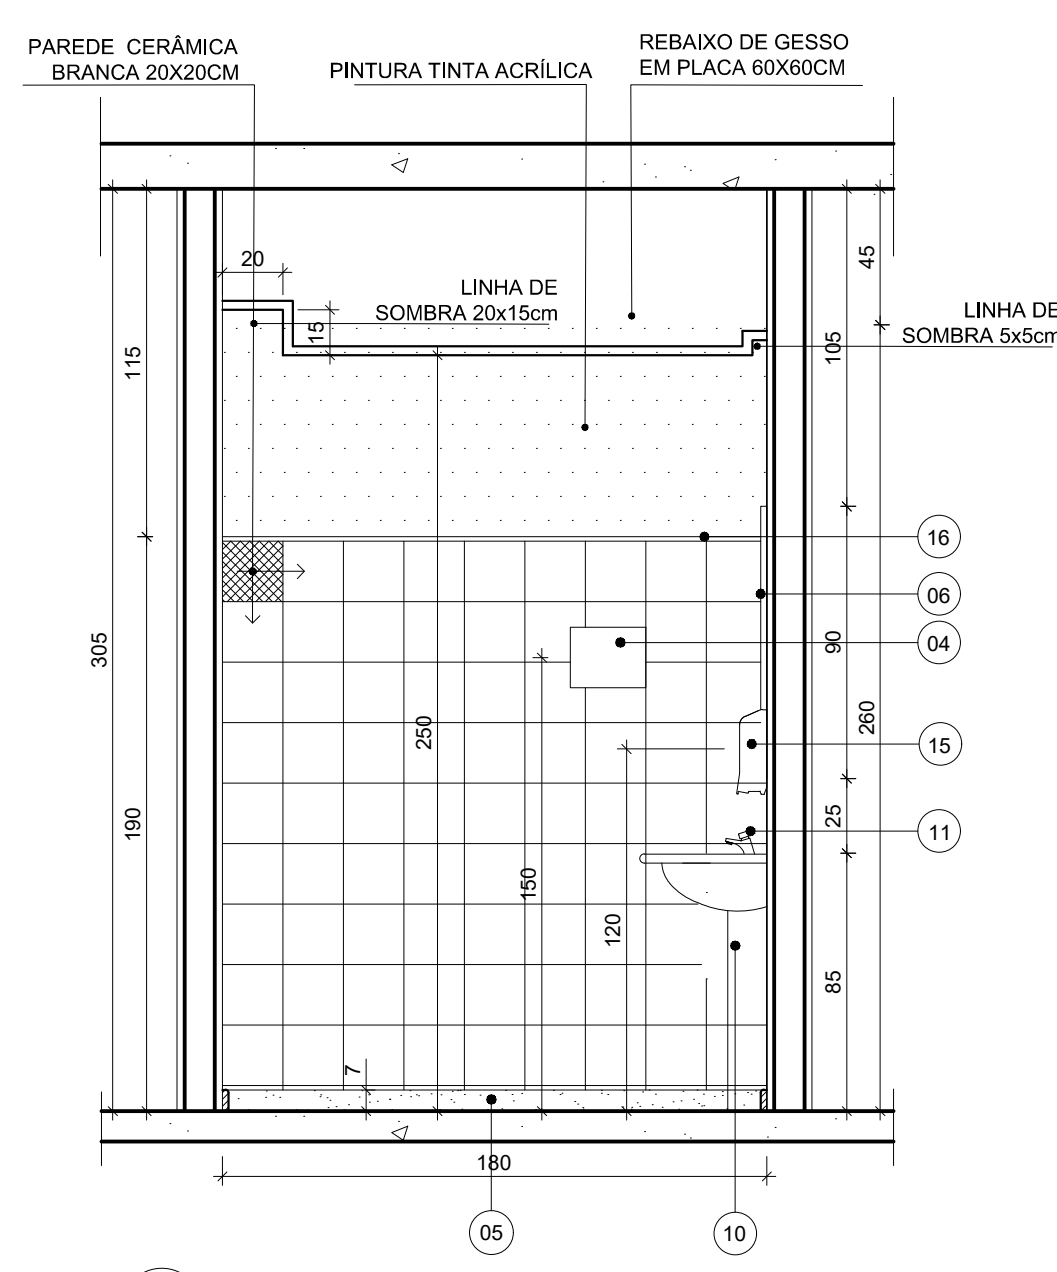 PAREDE CERÂMICA
BRANCA 20X20CM
PINTURA TINTA ACRÍLICA
REBAIXO DE GESSO
EM PLACA 60X60CM
20
LINHA DE
SOMBRA 20x15cm
15
45
LINHA DE
SOMBRA 5x5cm
115
105
16
06
04
305
90
250
260
15
190
25
11
150
120
85
7
180
05
10